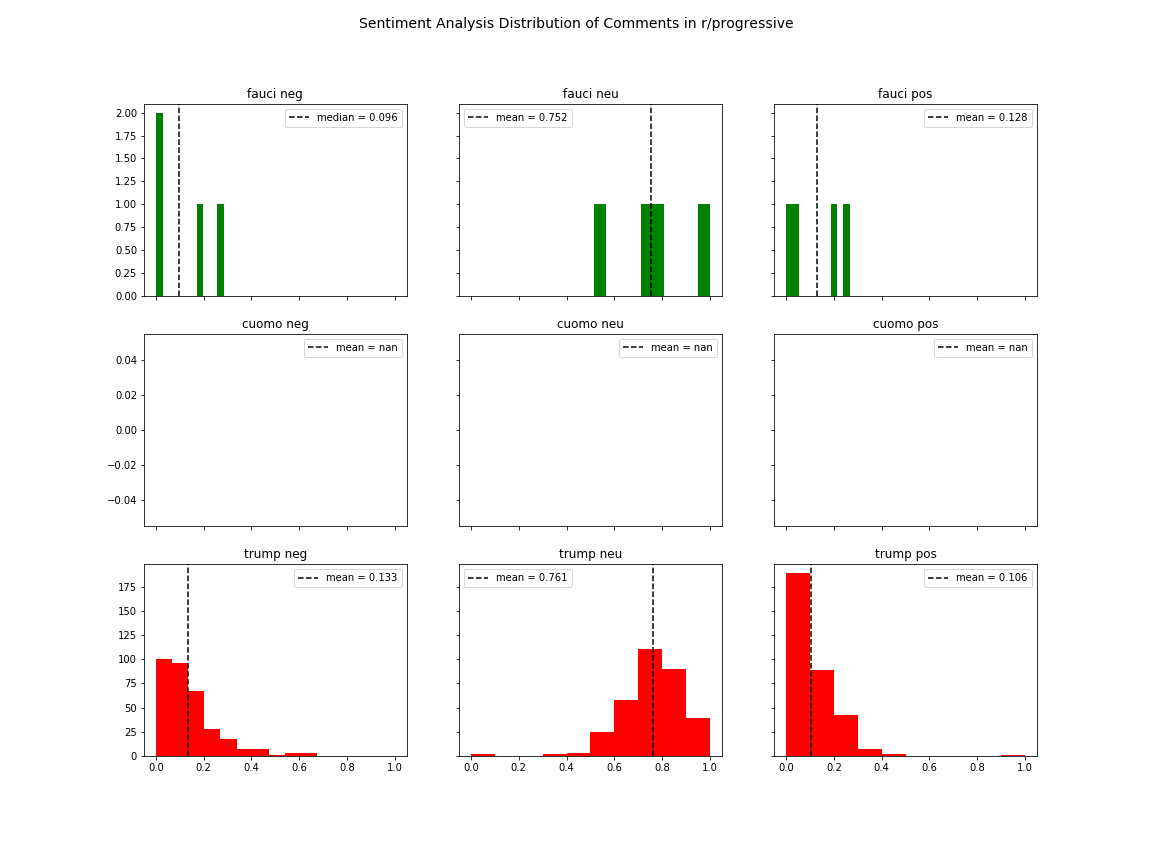 Sentiment Analysis Distribution of Comments in r/progressive
fauci neg
median = 0.096
2.00
1.75
1.50
1.25
1.00
0.75
0.50
0.25
0.00
fauci neu
mean = 0.752
fauci pos
mean = 0.128
cuomo neg
mean = nan
0.04
0.02
0.00
−0.02
−0.04
cuomo neu
mean = nan
cuomo pos
mean = nan
trump neg
mean = 0.133
175
150
125
100
75
50
25
0
0.0 0.2 0.4 0.6 0.8 1.0
trump neu
mean = 0.761
0.0 0.2 0.4 0.6 0.8 1.0
trump pos
mean = 0.106
0.0 0.2 0.4 0.6 0.8 1.0